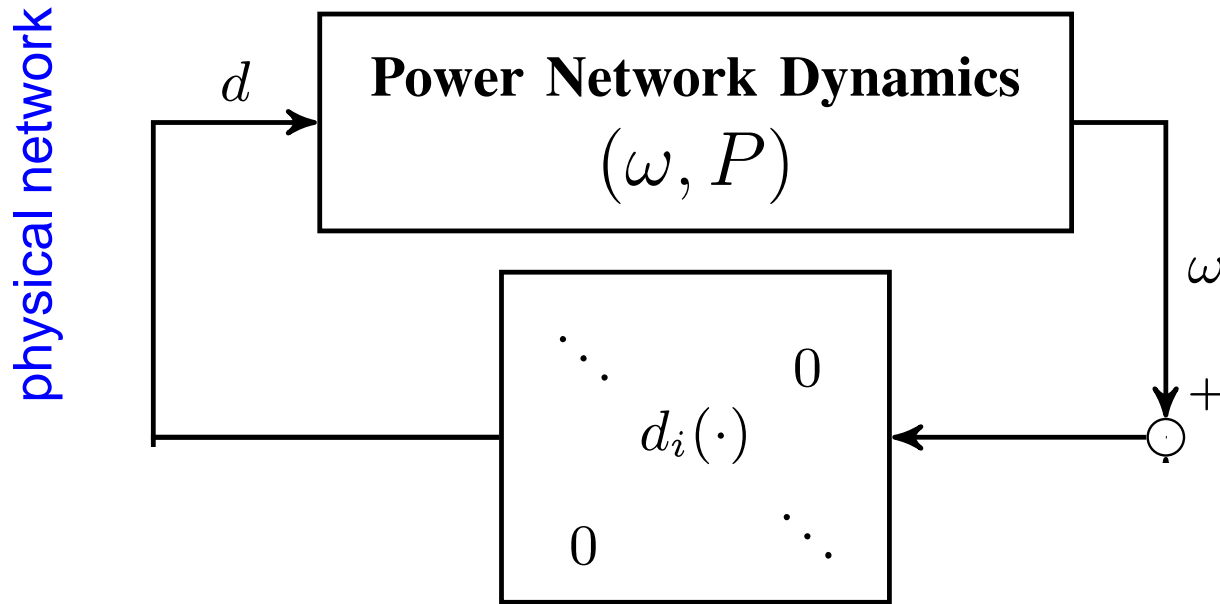 physical network
d
Power Network Dynamics
(ω, P)
ω
⋱ 0
+
d_i(·)
0 ⋱